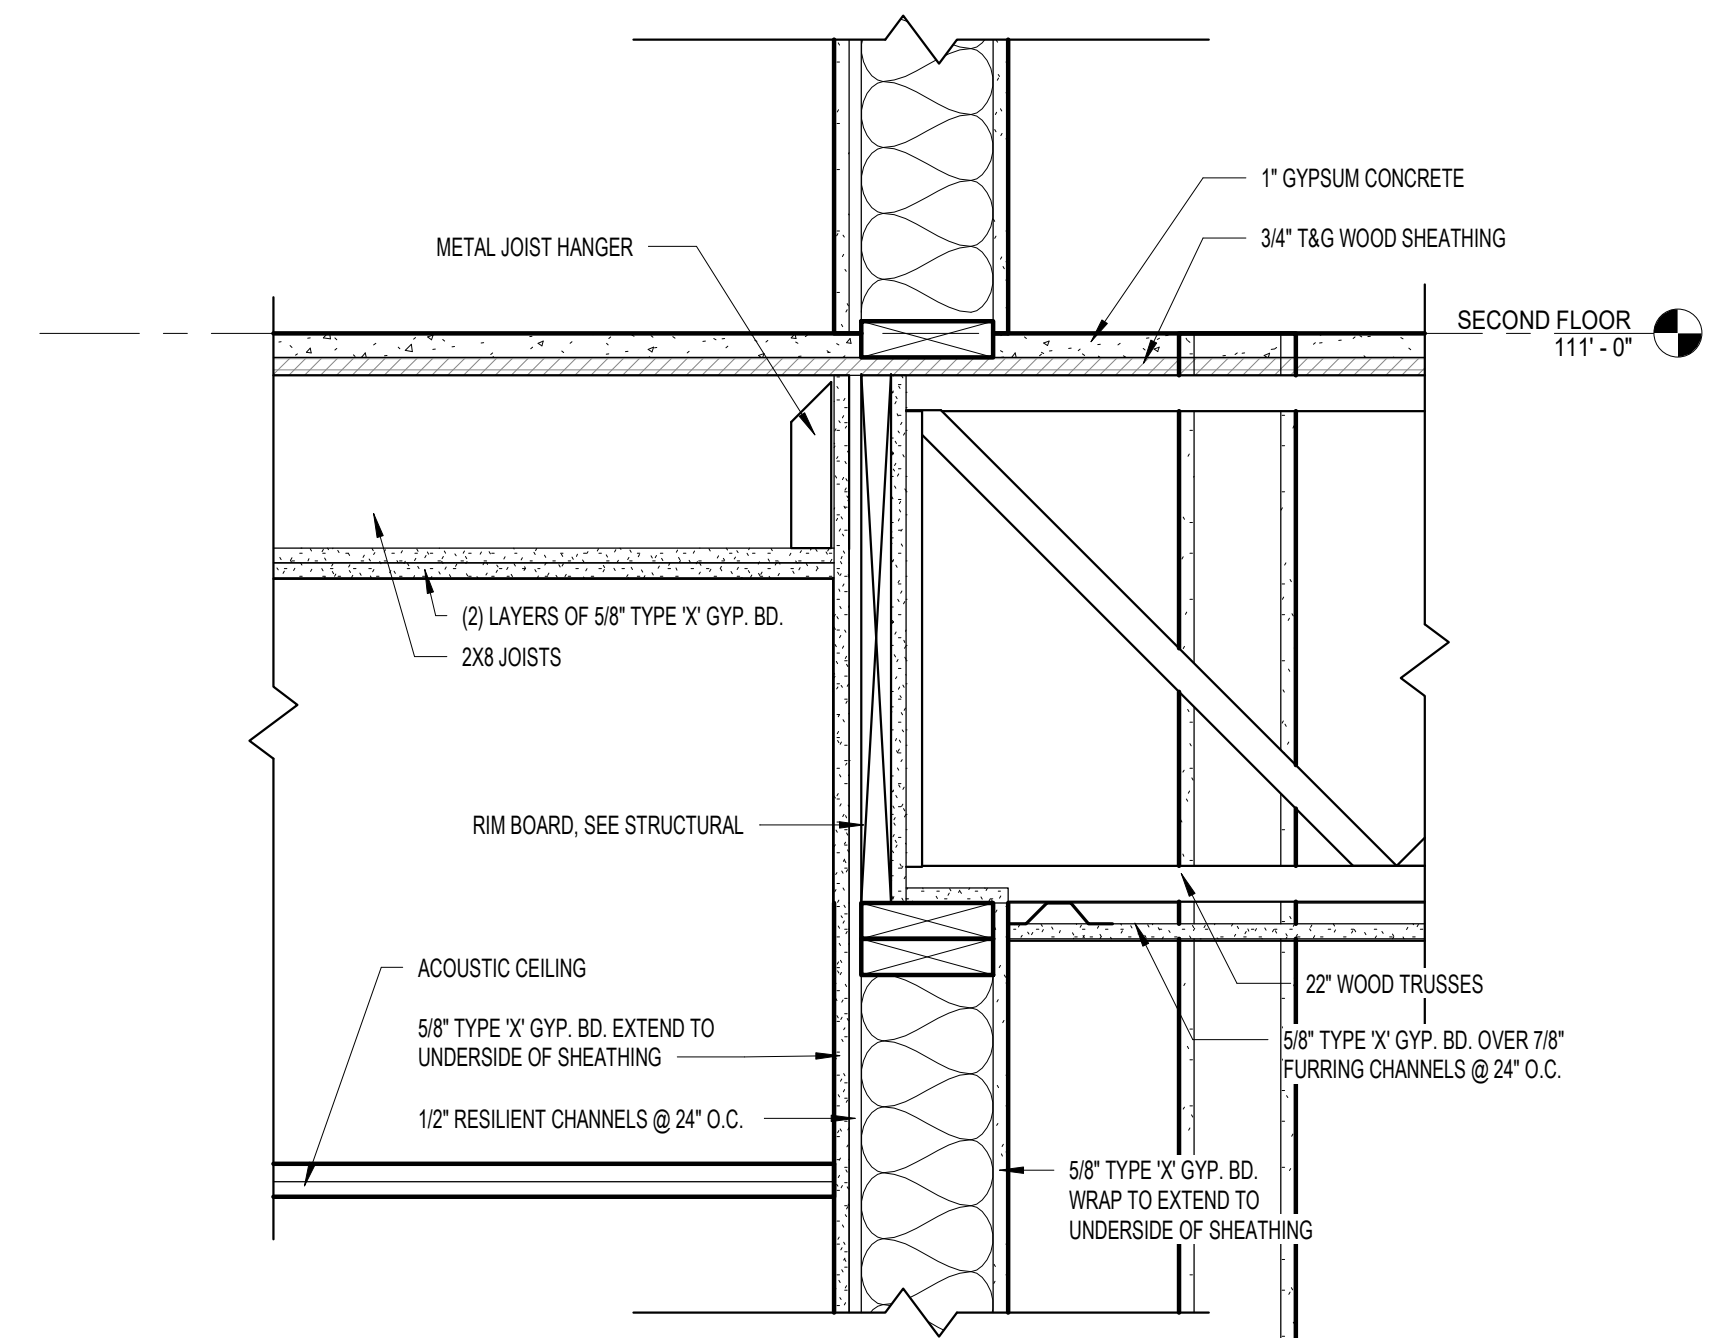 1" GYPSUM CONCRETE
3/4" T&G WOOD SHEATHING
METAL JOIST HANGER
SECOND FLOOR
111' - 0"
(2) LAYERS OF 5/8" TYPE 'X' GYP. BD.
2X8 JOISTS
RIM BOARD, SEE STRUCTURAL
ACOUSTIC CEILING
5/8" TYPE 'X' GYP. BD. EXTEND TO
UNDERSIDE OF SHEATHING
1/2" RESILIENT CHANNELS @ 24" O.C.
22" WOOD TRUSSES
5/8" TYPE 'X' GYP. BD. OVER 7/8"
FURRING CHANNELS @ 24" O.C.
5/8" TYPE 'X' GYP. BD.
WRAP TO EXTEND TO
UNDERSIDE OF SHEATHING